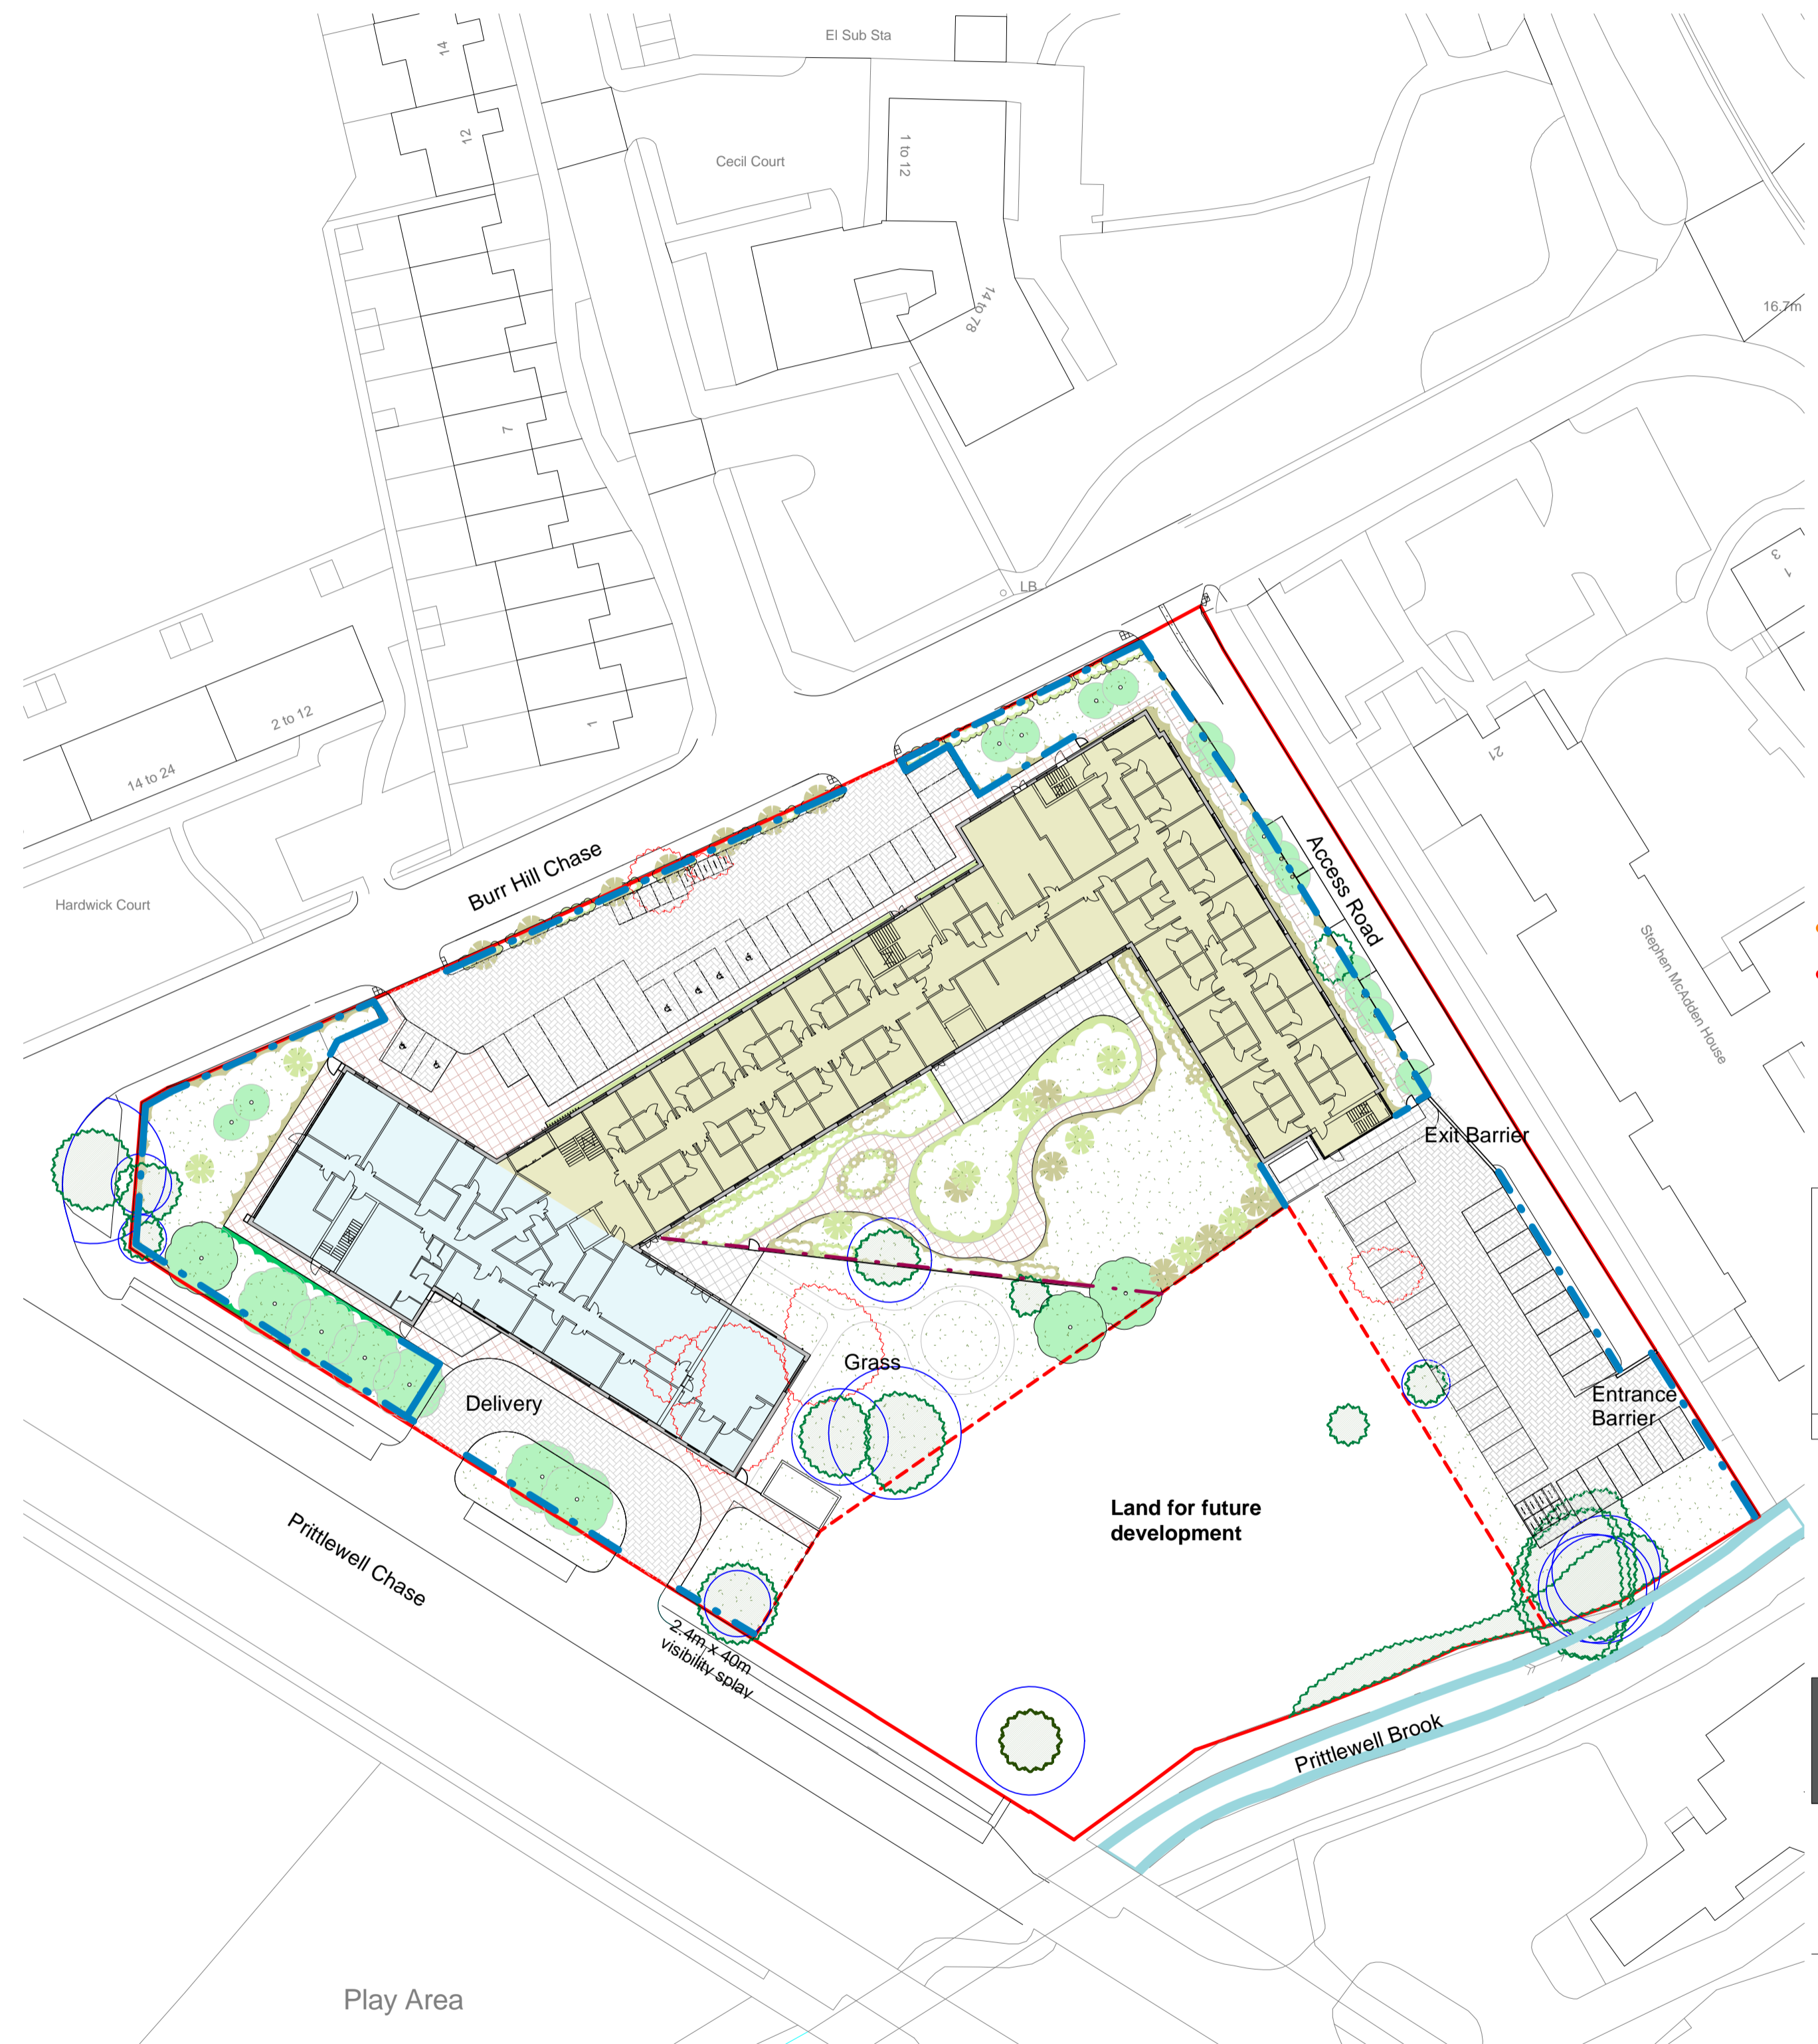 El Sub Sta
14
12
1 to 12
Cecil Court
14 to 78
16.7m
7
LB
3
1
2 to 12
1
14 to 24
21
Burr Hill Chase
Access Road
Hardwick Court
Stephen McAdden House
Exit Barrier
Grass
Delivery
Entrance
Barrier
Land for future
development
Prittlewell Chase
2.4m x 40m
visibility splay
Prittlewell Brook
Play Area